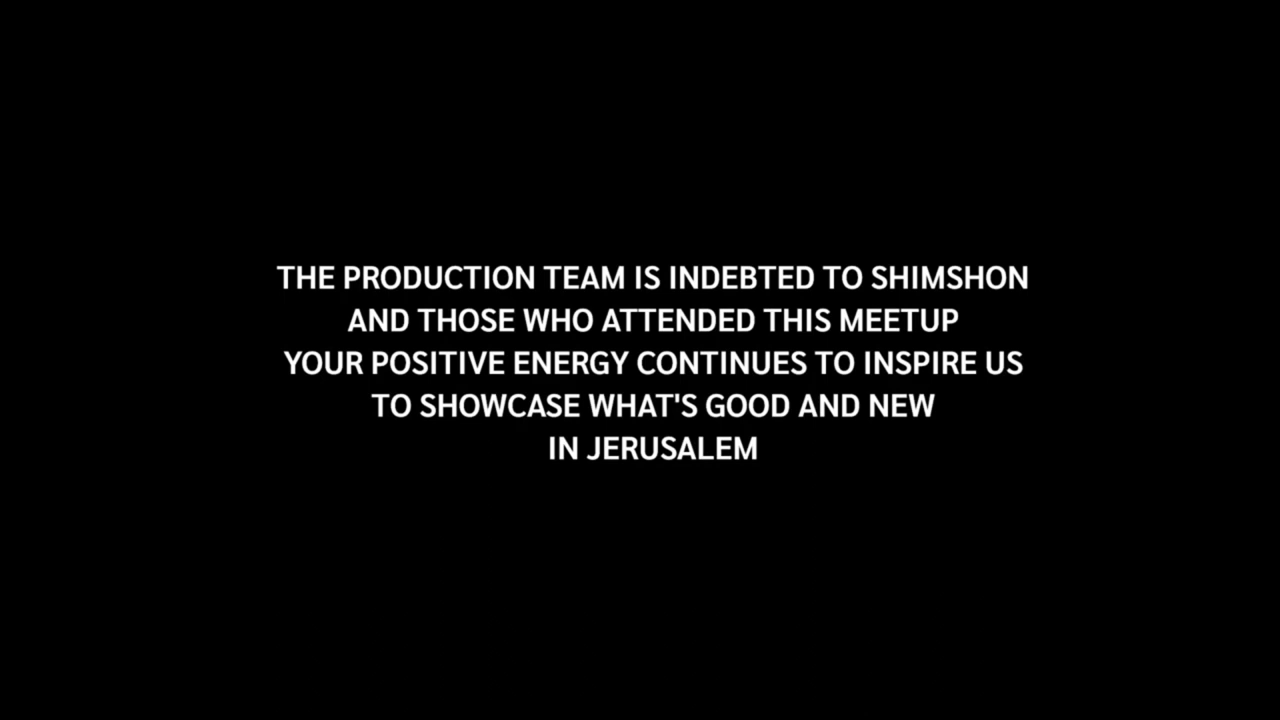 THE PRODUCTION TEAM IS INDEBTED TO SHIMSHON
AND THOSE WHO ATTENDED THIS MEETUP
YOUR POSITIVE ENERGY CONTINUES TO INSPIRE US
TO SHOWCASE WHAT'S GOOD AND NEW
IN JERUSALEM